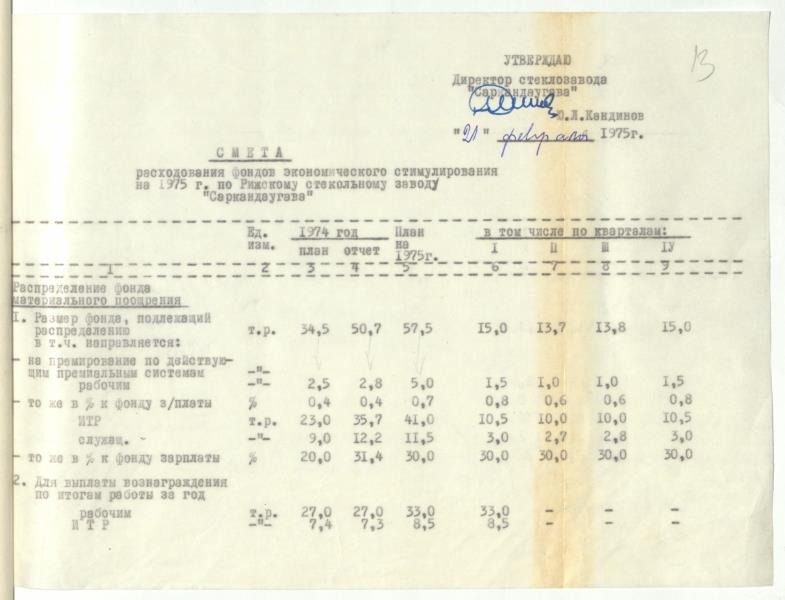 13
УТВЕРЖДАЮ
Директор стеклозавода
"Саркандаугава"
Ю.Л.Кандинов
"21" февраля 1975г.
СМЕТА
расходования фондов экономического стимулирования
на 1975 г. по Рижскому стекольному заводу
"Саркандаугава"
Ед. изм. 1974 год План на 1975г. в том числе по кварталам:
план отчет I П Ш IУ
1 2 3 4 5 6 7 8 9
Распределение фонда
материального поощрения
I. Размер фонда, подлежащий
распределению т.р. 34,5 50,7 57,5 15,0 13,7 13,8 15,0
в т.ч. направляется:
- на премирование по действую-
щим премиальным системам -"-
рабочим -"- 2,5 2,8 5,0 1,5 1,0 1,0 1,5
- то же в % к фонду з/платы % 0,4 0,4 0,7 0,8 0,6 0,6 0,8
ИТР т.р. 23,0 35,7 41,0 10,5 10,0 10,0 10,5
служащ. -"- 9,0 12,2 11,5 3,0 2,7 2,8 3,0
- то же в % к фонду зарплаты % 20,0 31,4 30,0 30,0 30,0 30,0 30,0
2. Для выплаты вознаграждения
по итогам работы за год
рабочим т.р. 27,0 27,0 33,0 33,0 - - -
И Т Р -"- 7,4 7,3 8,5 8,5 - - -